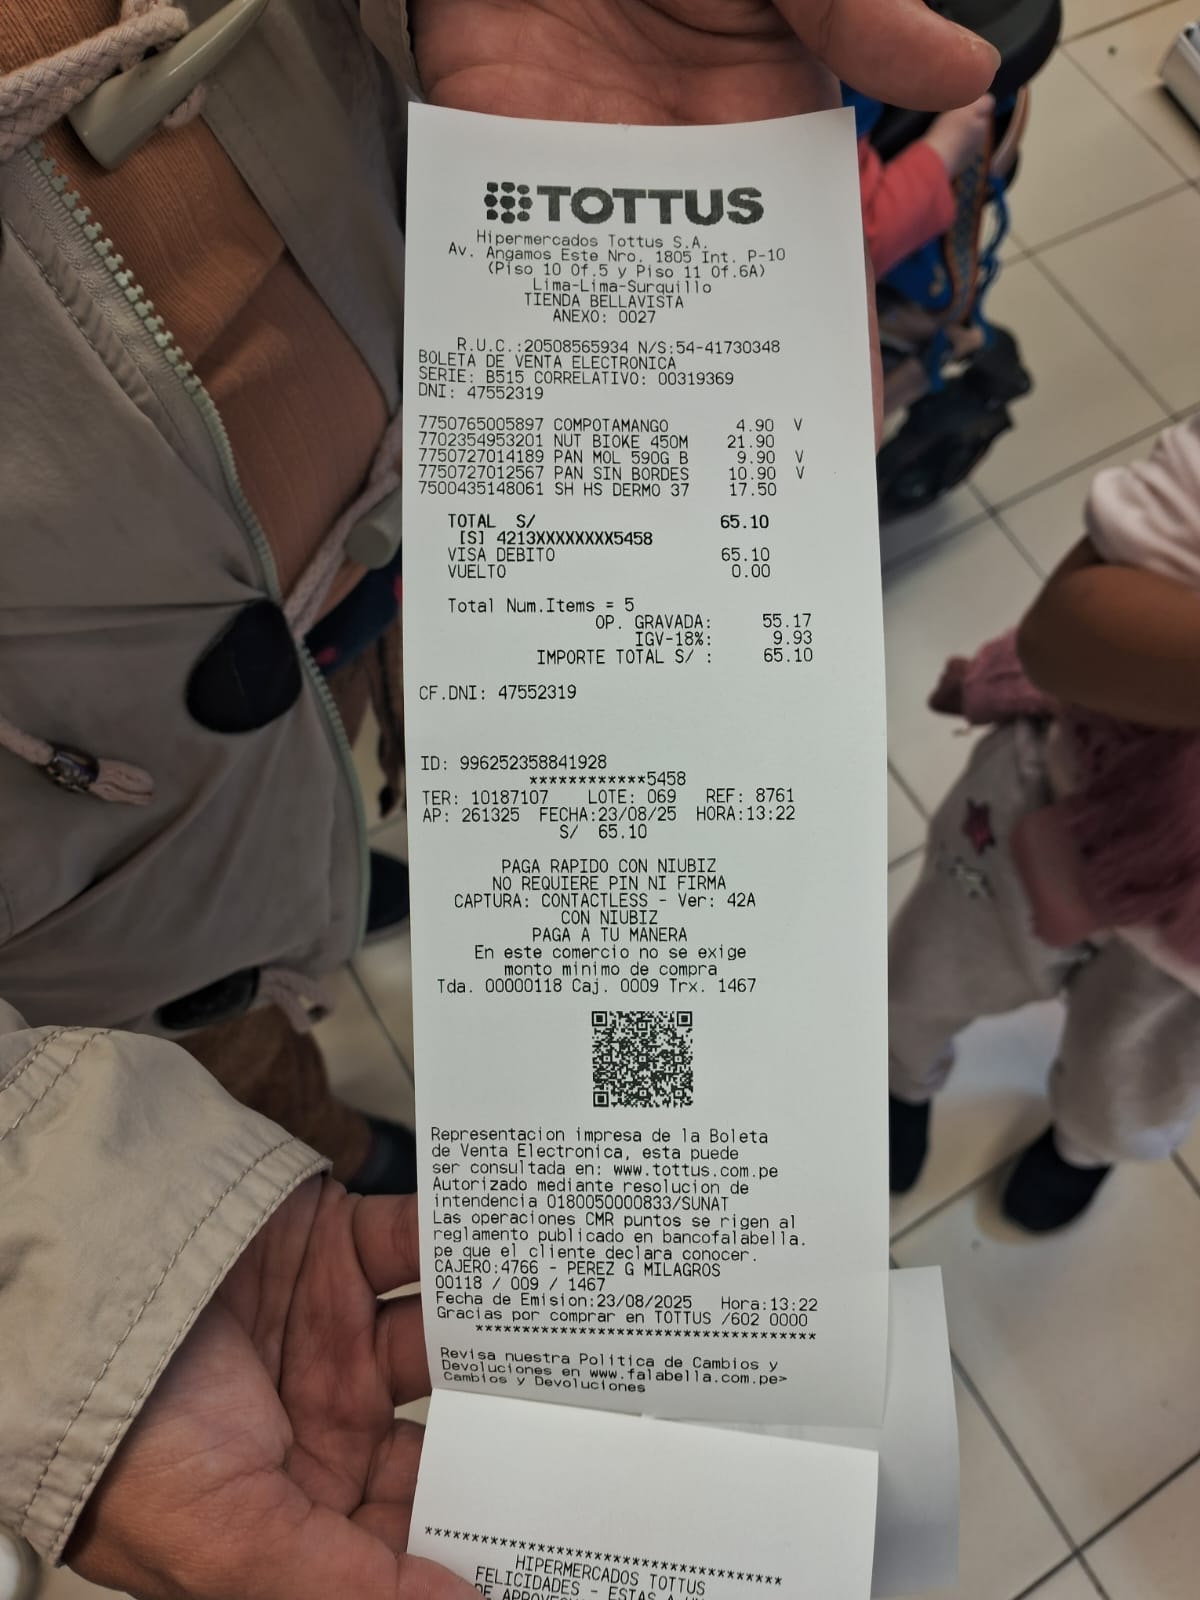 TOTTUS
Hipermercados Tottus S.A.
Av. Angamos Este Nro. 1805 Int. P-10
(Piso 10 Of.5 y Piso 11 Of.6A)
Lima-Lima-Surquillo
TIENDA BELLAVISTA
ANEXO: 0027
R.U.C.:20508565934 N/S:54-41730348
BOLETA DE VENTA ELECTRONICA
SERIE: B515 CORRELATIVO: 00319369
DNI: 47552319
7750765005897 COMPOTAMANGO 4.90 V
7702354953201 NUT BIOKE 450M 21.90
7750727014189 PAN MOL 590G B 9.90 V
7750727012567 PAN SIN BORDES 10.90 V
7500435148061 SH HS DERMO 37 17.50
TOTAL S/ 65.10
[S] 4213XXXXXXXX5458
VISA DEBITO 65.10
VUELTO 0.00
Total Num.Items = 5
OP. GRAVADA: 55.17
IGV-18%: 9.93
IMPORTE TOTAL S/ : 65.10
CF.DNI: 47552319
ID: 996252358841928
************5458
TER: 10187107 LOTE: 069 REF: 8761
AP: 261325 FECHA:23/08/25 HORA:13:22
S/ 65.10
PAGA RAPIDO CON NIUBIZ
NO REQUIERE PIN NI FIRMA
CAPTURA: CONTACTLESS - Ver: 42A
CON NIUBIZ
PAGA A TU MANERA
En este comercio no se exige
monto minimo de compra
Tda. 00000118 Caj. 0009 Trx. 1467
Representacion impresa de la Boleta
de Venta Electronica, esta puede
ser consultada en: www.tottus.com.pe
Autorizado mediante resolucion de
intendencia 0180050000833/SUNAT
Las operaciones CMR puntos se rigen al
reglamento publicado en bancofalabella.
pe que el cliente declara conocer.
CAJERO:4766 - PEREZ G MILAGROS
00118 / 009 / 1467
Fecha de Emision:23/08/2025 Hora:13:22
Gracias por comprar en TOTTUS /602 0000
************************************
Revisa nuestra Politica de Cambios y
Devoluciones en www.falabella.com.pe>
Cambios y Devoluciones
**************************************
HIPERMERCADOS TOTTUS
FELICIDADES - ESTAS A